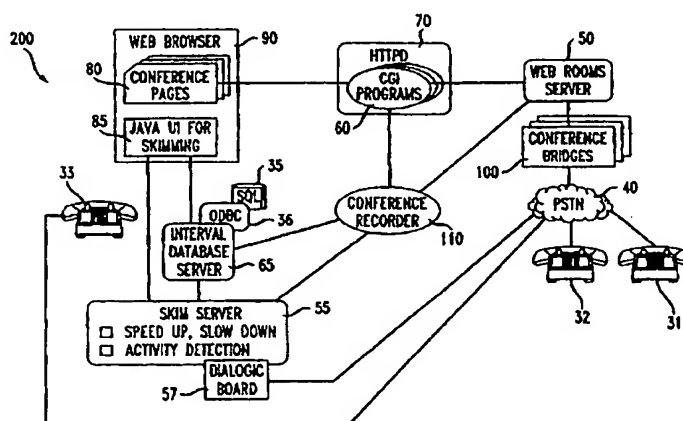 200
WEB BROWSER
90
80
CONFERENCE
PAGES
85
JAVA UI FOR
SKIMMING
70
HTTPD
CGI
PROGRAMS
60
50
WEB ROOMS
SERVER
CONFERENCE
BRIDGES
100
40
PSTN
33
35
SQL
ODBC
36
INTERVAL
DATABASE
SERVER
65
CONFERENCE
RECORDER
110
32
31
SKIM SERVER
55
SPEED UP, SLOW DOWN
ACTIVITY DETECTION
57
DIALOGIC
BOARD